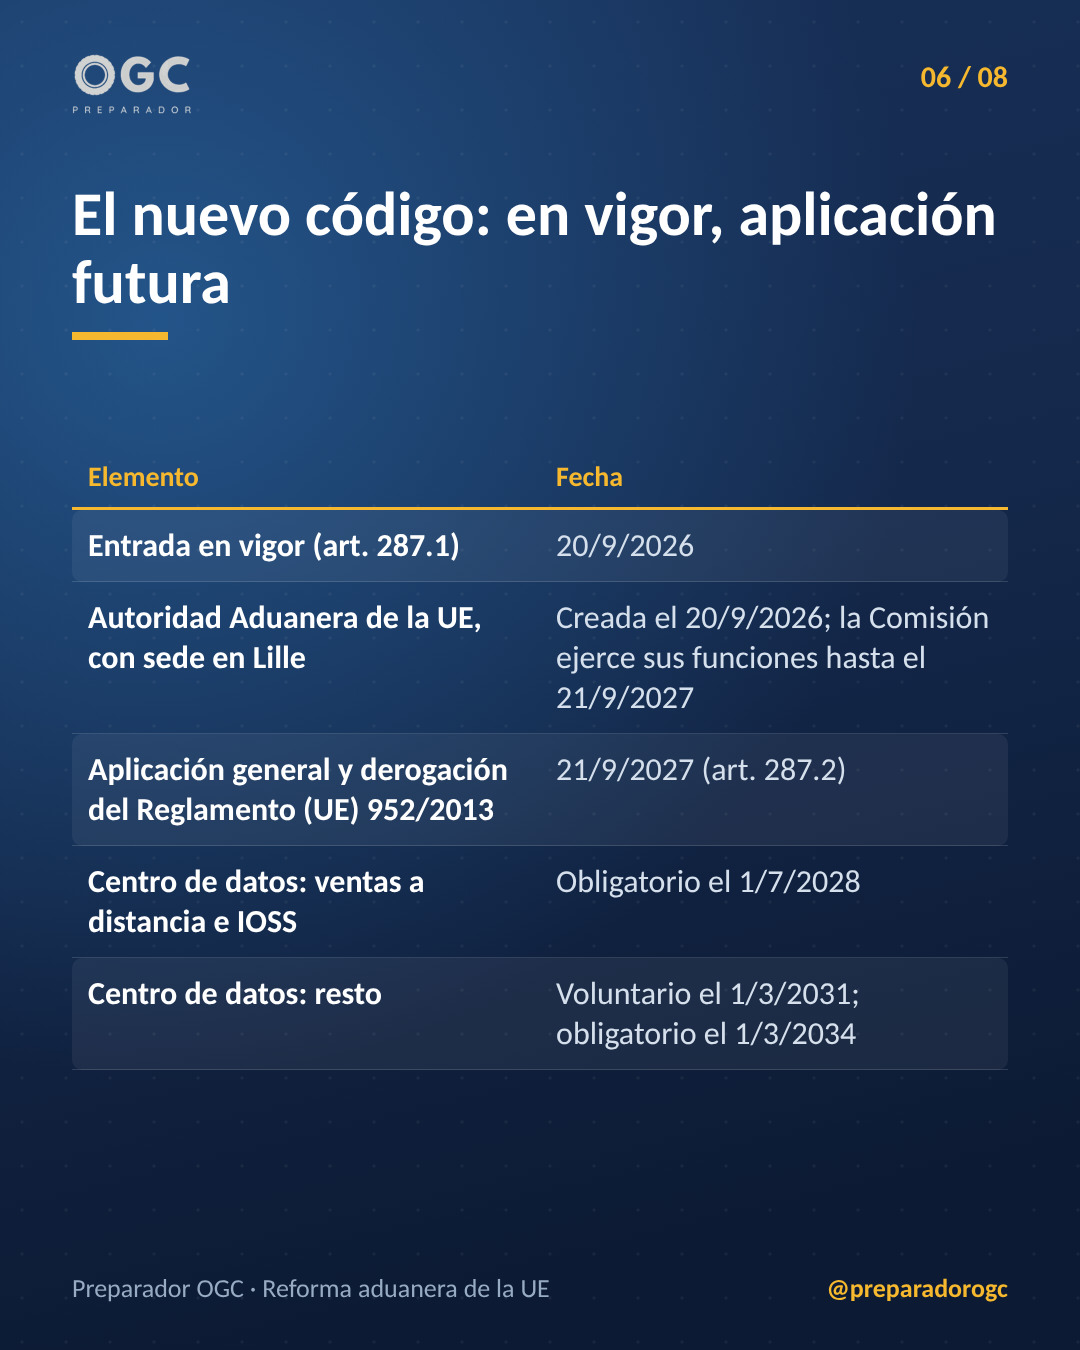 OGC
PREPARADOR
06 / 08
El nuevo código: en vigor, aplicación
futura
Elemento
Fecha
Entrada en vigor (art. 287.1)
20/9/2026
Autoridad Aduanera de la UE,
con sede en Lille
Creada el 20/9/2026; la Comisión
ejerce sus funciones hasta el
21/9/2027
Aplicación general y derogación
del Reglamento (UE) 952/2013
21/9/2027 (art. 287.2)
Centro de datos: ventas a
distancia e IOSS
Obligatorio el 1/7/2028
Centro de datos: resto
Voluntario el 1/3/2031;
obligatorio el 1/3/2034
Preparador OGC · Reforma aduanera de la UE
@preparadorogc